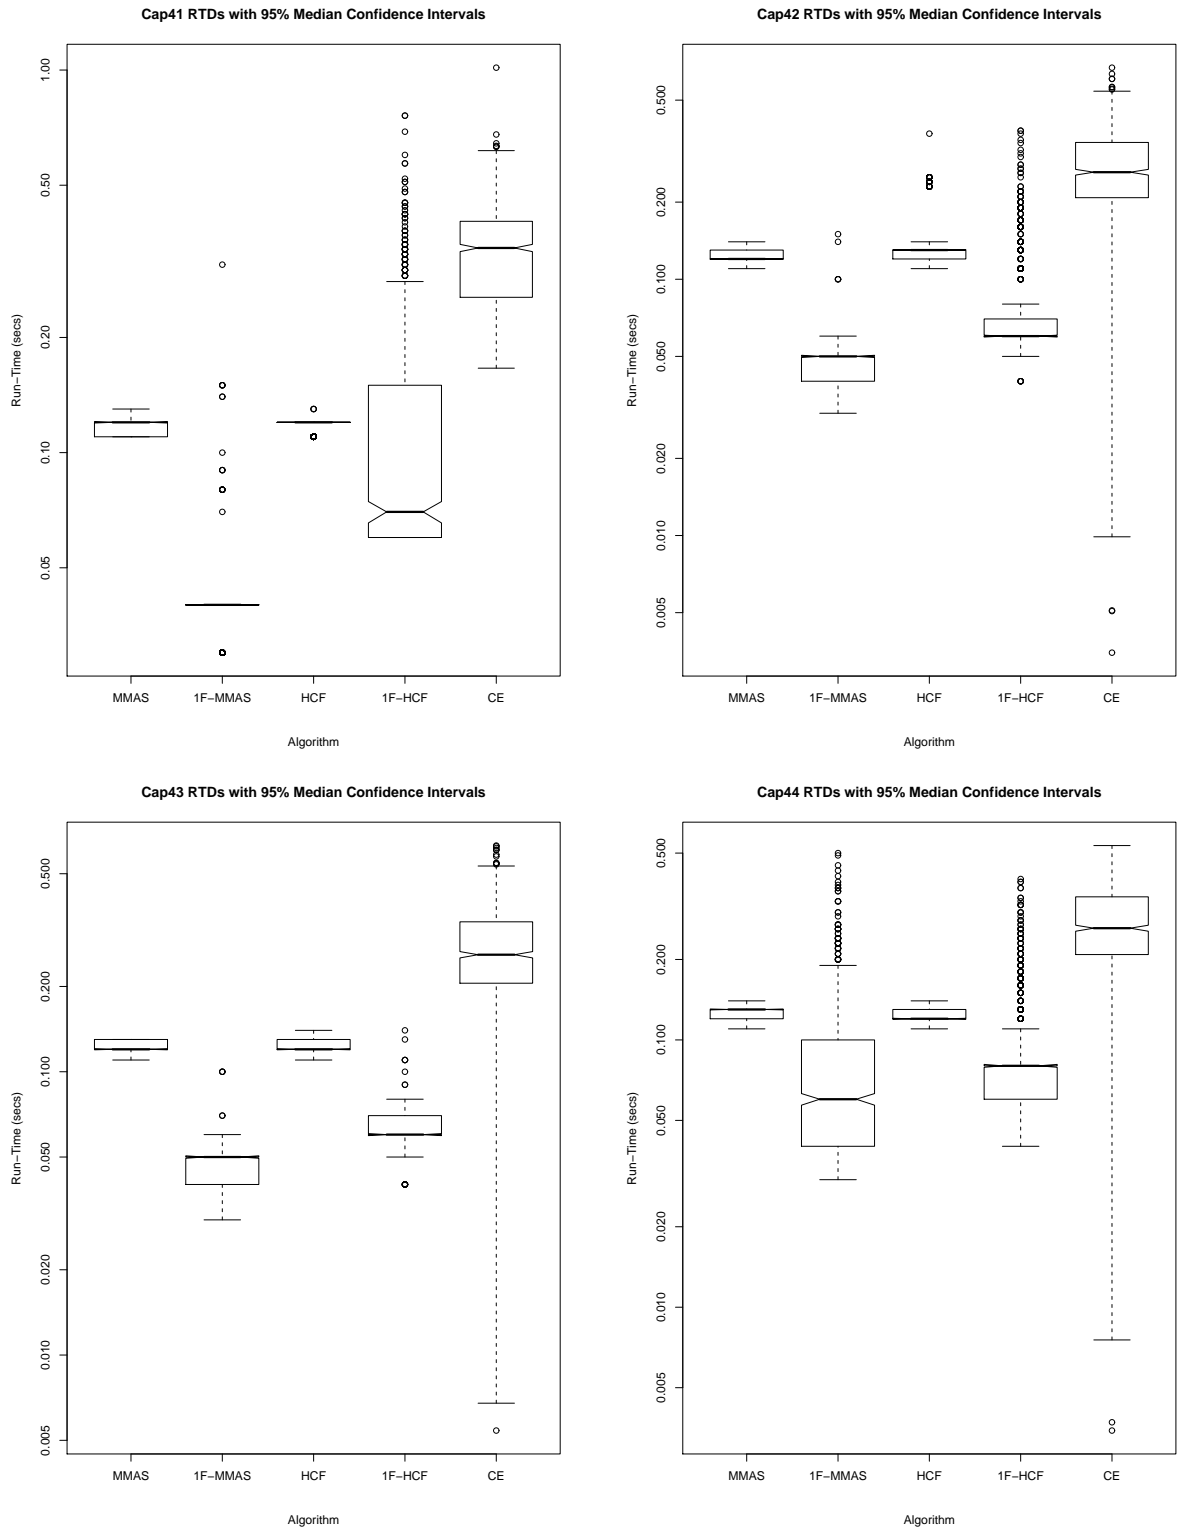 Cap41 RTDs with 95% Median Confidence Intervals
Run−Time (secs)
1.00
0.50
0.20
0.10
0.05
MMAS 1F−MMAS HCF 1F−HCF CE
Algorithm
Cap42 RTDs with 95% Median Confidence Intervals
Run−Time (secs)
0.500
0.200
0.100
0.050
0.020
0.010
0.005
MMAS 1F−MMAS HCF 1F−HCF CE
Algorithm
Cap43 RTDs with 95% Median Confidence Intervals
Run−Time (secs)
0.500
0.200
0.100
0.050
0.020
0.010
0.005
MMAS 1F−MMAS HCF 1F−HCF CE
Algorithm
Cap44 RTDs with 95% Median Confidence Intervals
Run−Time (secs)
0.500
0.200
0.100
0.050
0.020
0.010
0.005
MMAS 1F−MMAS HCF 1F−HCF CE
Algorithm